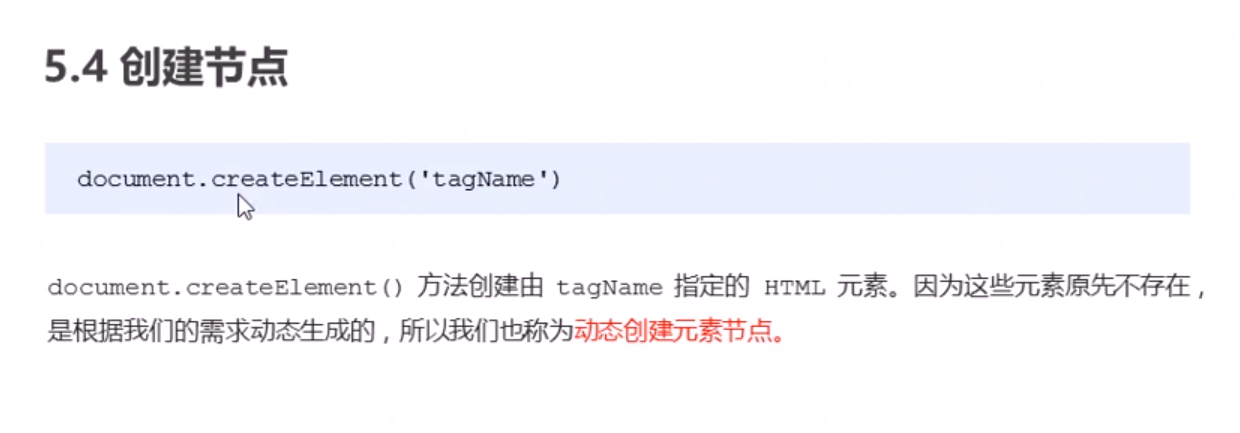 5.4 创建节点
document.createElement('tagName')
document.createElement() 方法创建由 tagName 指定的 HTML 元素。因为这些元素原先不存在，
是根据我们的需求动态生成的，所以我们也称为动态创建元素节点。